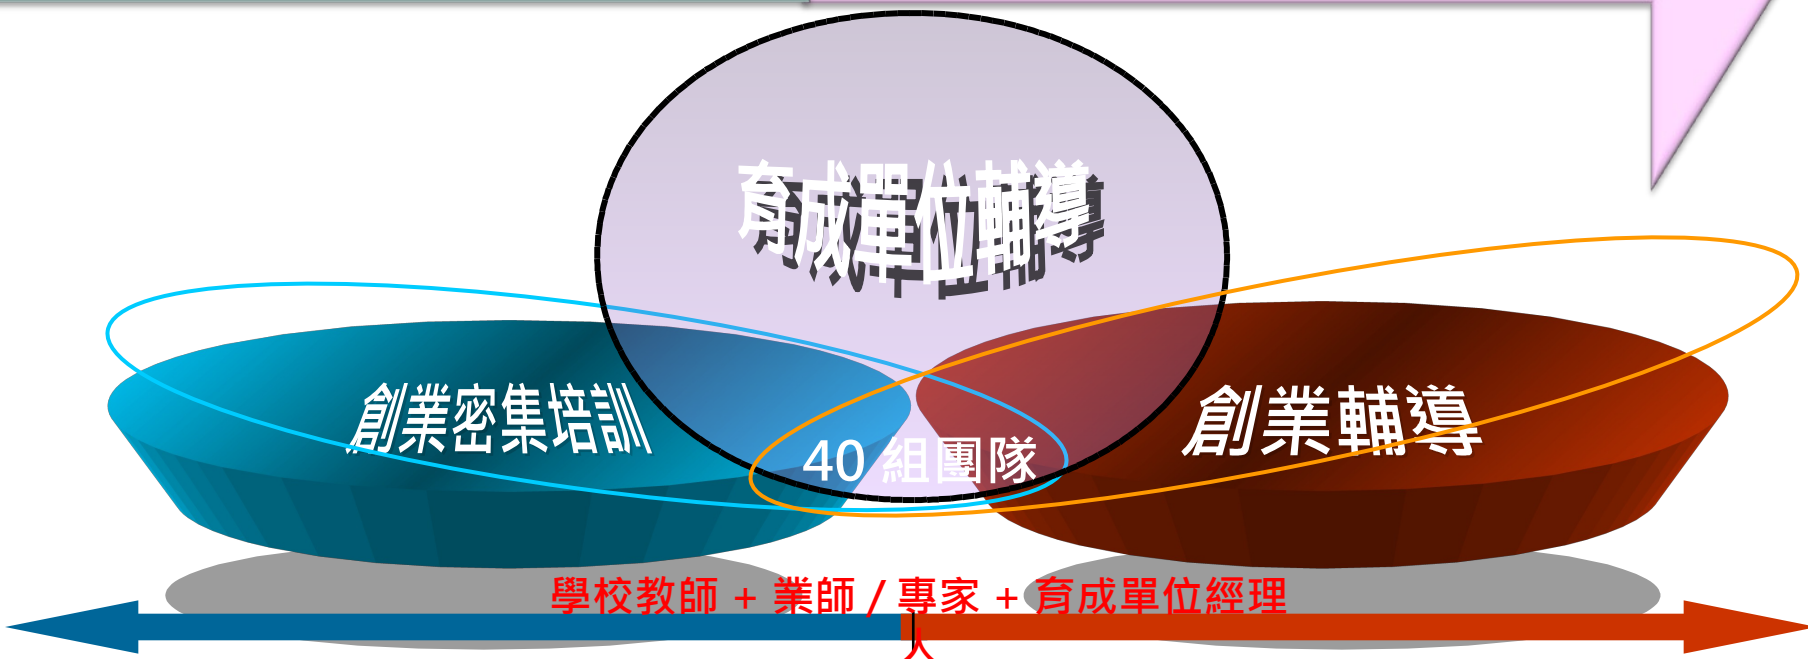 育成單位輔導
創業密集培訓
創業輔導
40 組團隊
學校教師 + 業師 / 專家 + 育成單位經理
人